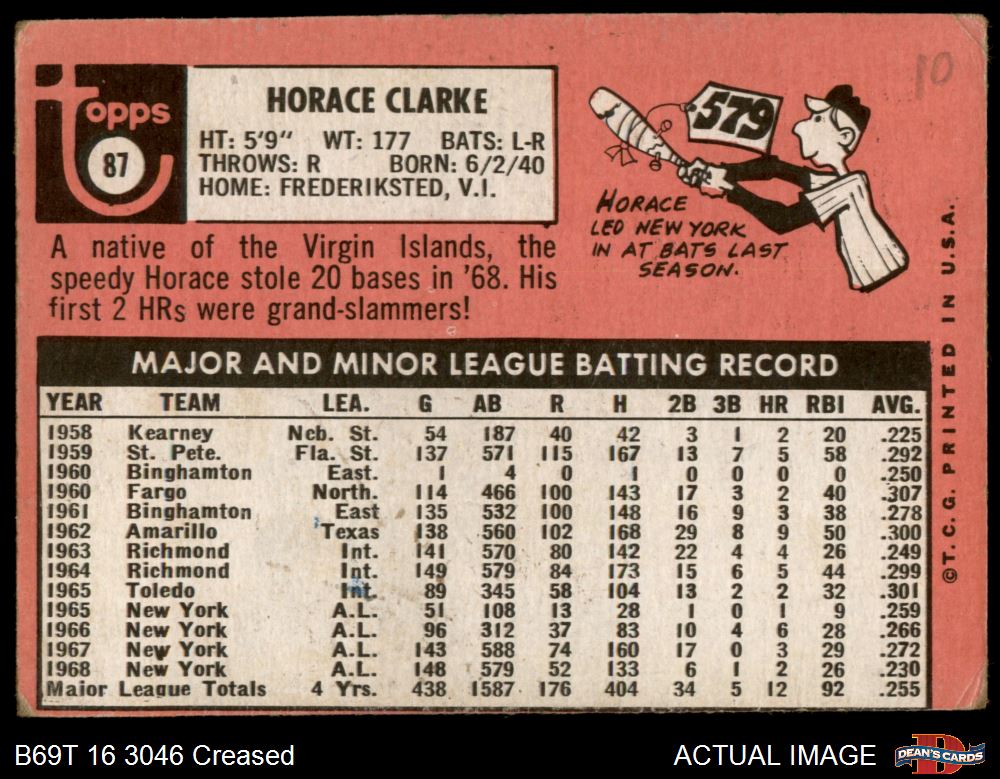 Topps
87
HORACE CLARKE
HT: 5'9" WT: 177 BATS: L-R
THROWS: R BORN: 6/2/40
HOME: FREDERIKSTED, V.I.
A native of the Virgin Islands, the
speedy Horace stole 20 bases in '68. His
first 2 HRs were grand-slammers!
579
HORACE
LED NEW YORK
IN AT BATS LAST
SEASON.
10
MAJOR AND MINOR LEAGUE BATTING RECORD
YEAR TEAM LEA. G AB R H 2B 3B HR RBI AVG.
1958 Kearney Neb. St. 54 187 40 42 3 1 2 20 .225
1959 St. Pete. Fla. St. 137 571 115 167 13 7 5 58 .292
1960 Binghamton East. 1 4 0 1 0 0 0 0 .250
1960 Fargo North. 114 466 100 143 17 3 2 40 .307
1961 Binghamton East 135 532 100 148 16 9 3 38 .278
1962 Amarillo Texas 138 560 102 168 29 8 9 50 .300
1963 Richmond Int. 141 570 80 142 22 4 4 26 .249
1964 Richmond Int. 149 579 84 173 15 6 5 44 .299
1965 Toledo Int. 89 345 58 104 13 2 2 32 .301
1965 New York A.L. 51 108 13 28 1 0 1 9 .259
1966 New York A.L. 96 312 37 83 10 4 6 28 .266
1967 New York A.L. 143 588 74 160 17 0 3 29 .272
1968 New York A.L. 148 579 52 133 6 1 2 26 .230
Major League Totals 4 Yrs. 438 1587 176 404 34 5 12 92 .255
©T. C. G. PRINTED IN U.S.A.
B69T 16 3046 Creased
ACTUAL IMAGE
D
DEAN'S CARDS